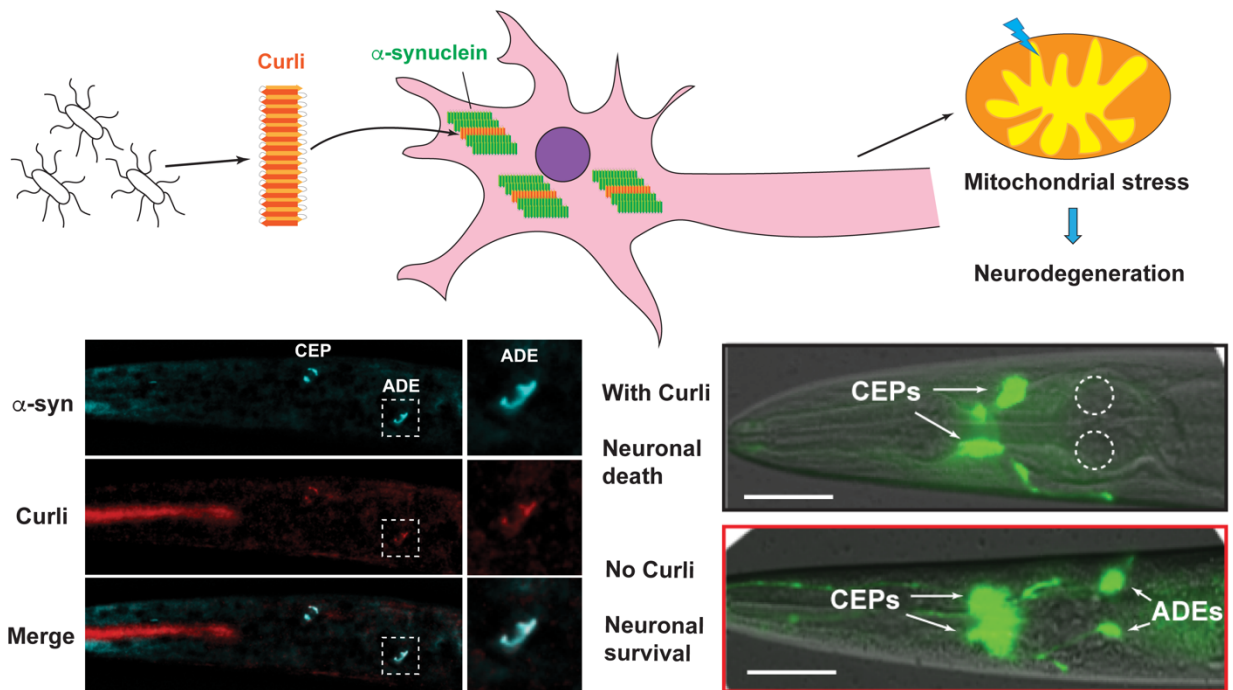 Curli
α-synuclein
Mitochondrial stress
Neurodegeneration
CEP
ADE
ADE
α-syn
Curli
Merge
With Curli
Neuronal
death
CEPs
No Curli
Neuronal
survival
CEPs
ADEs